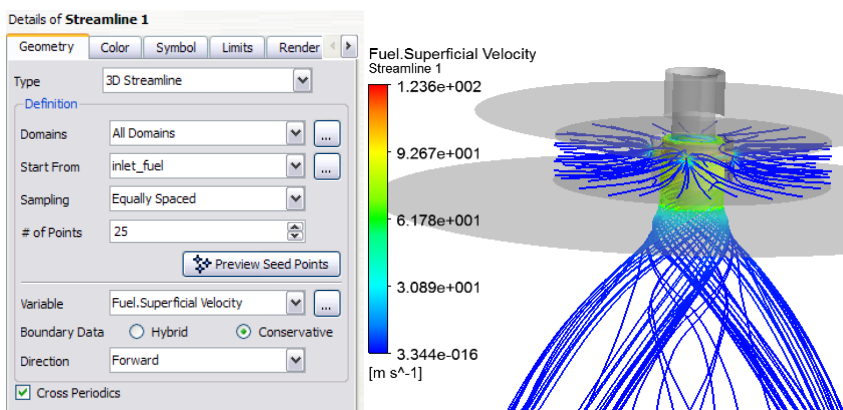 Details of Streamline 1
Geometry Color Symbol Limits Render
Type 3D Streamline
Definition
Domains All Domains ...
Start From inlet_fuel ...
Sampling Equally Spaced
# of Points 25
Preview Seed Points
Variable Fuel.Superficial Velocity ...
Boundary Data Hybrid Conservative
Direction Forward
Cross Periodics
Fuel.Superficial Velocity
Streamline 1
1.236e+002
9.267e+001
6.178e+001
3.089e+001
3.344e-016
[m s^-1]